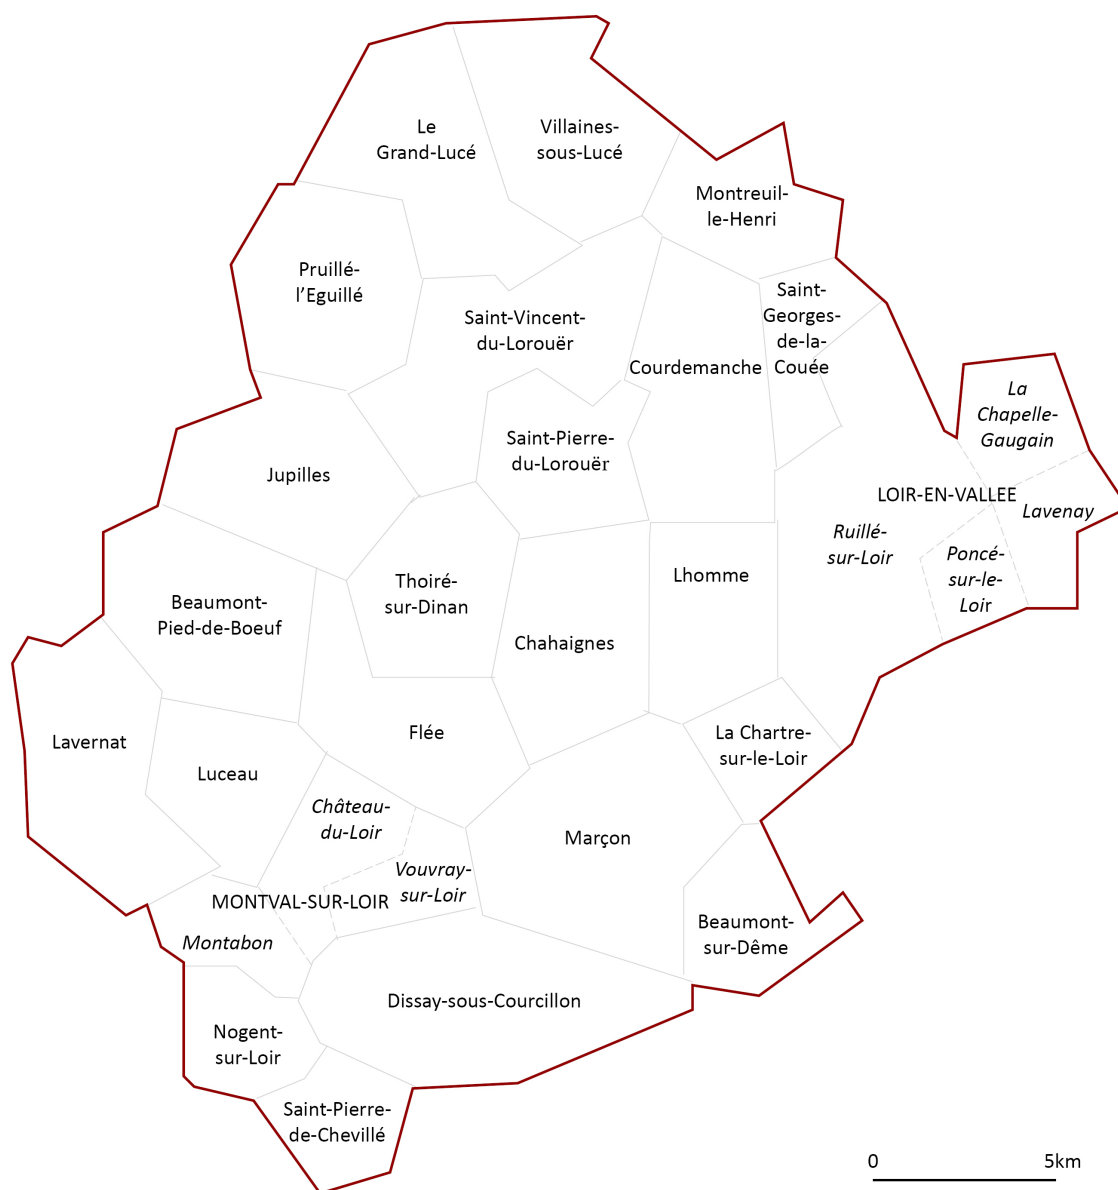 Le
Grand-Lucé
Villaines-
sous-Lucé
Montreuil-
le-Henri
Pruillé-
l’Eguillé
Saint-Vincent-
du-Lorouër
Saint-
Georges-
de-la-
Couée
Courdemanche
La
Chapelle-
Gaugain
Saint-Pierre-
du-Lorouër
Jupilles
LOIR-EN-VALLEE
Lavenay
Ruillé-
sur-Loir
Poncé-
sur-le-
Loir
Lhomme
Thoiré-
sur-Dinan
Beaumont-
Pied-de-Boeuf
Chahaignes
Lavernat
Flée
La Chartre-
sur-le-Loir
Luceau
Château-
du-Loir
Marçon
Vouvray-
sur-Loir
MONTVAL-SUR-LOIR
Montabon
Beaumont-
sur-Dême
Dissay-sous-Courcillon
Nogent-
sur-Loir
Saint-Pierre-
de-Chevillé
0 5km